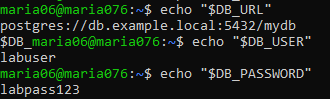 maria06@maria076:~$ echo "$DB_URL"
postgres://db.example.local:5432/mydb
$DB_maria06@maria076:~$ echo "$DB_USER"
labuser
maria06@maria076:~$ echo "$DB_PASSWORD"
labpass123